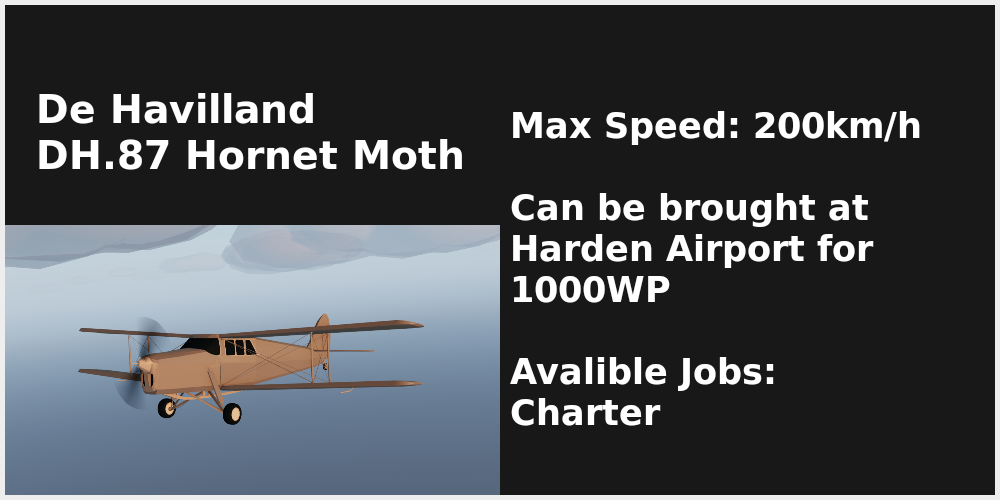 De Havilland
DH.87 Hornet Moth
Max Speed: 200km/h
Can be brought at
Harden Airport for
1000WP
Avalible Jobs:
Charter